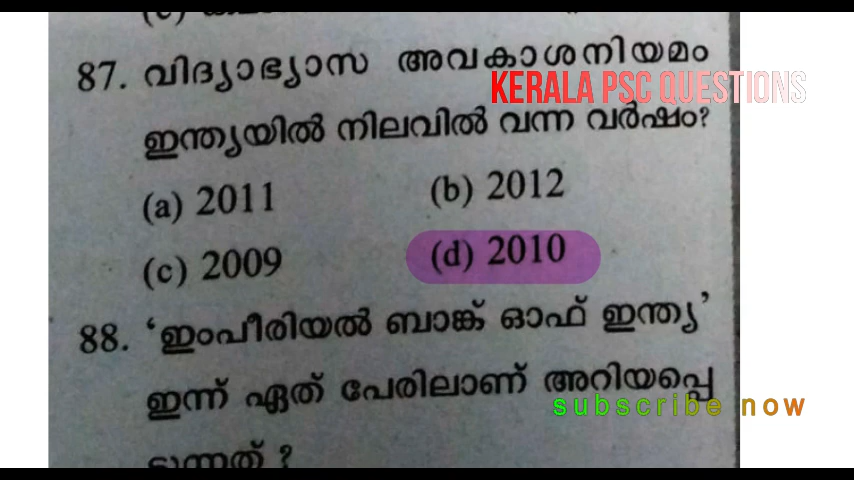 87. വിദ്യാഭ്യാസ അവകാശനിയമം
KERALA PSC QUESTIONS
ഇന്ത്യയിൽ നിലവിൽ വന്ന വർഷം?
(a) 2011 (b) 2012
(c) 2009 (d) 2010
88. ‘ഇംപീരിയൽ ബാങ്ക് ഓഫ് ഇന്ത്യ’
ഇന്ന് ഏത് പേരിലാണ് അറിയപ്പെ
subscribe now
ടുന്നത് ?